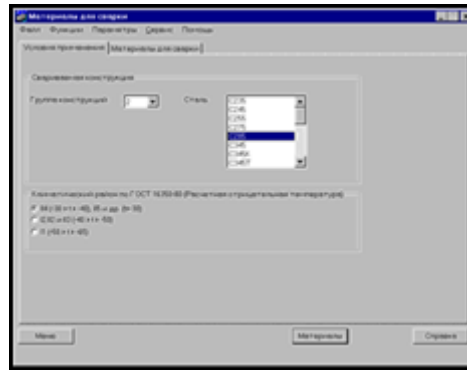 Материалы для сварки
Файл Функции Параметры Сервис Помощь
Условия применения Материалы для сварки
Свариваемая конструкция
Группа конструкций 2 Сталь
С235
С245
С255
С275
С285
С345
С345К
С345Т
Климатический район по ГОСТ 16350-80 (Расчетная отрицательная температура)
Меню Материалы Справка